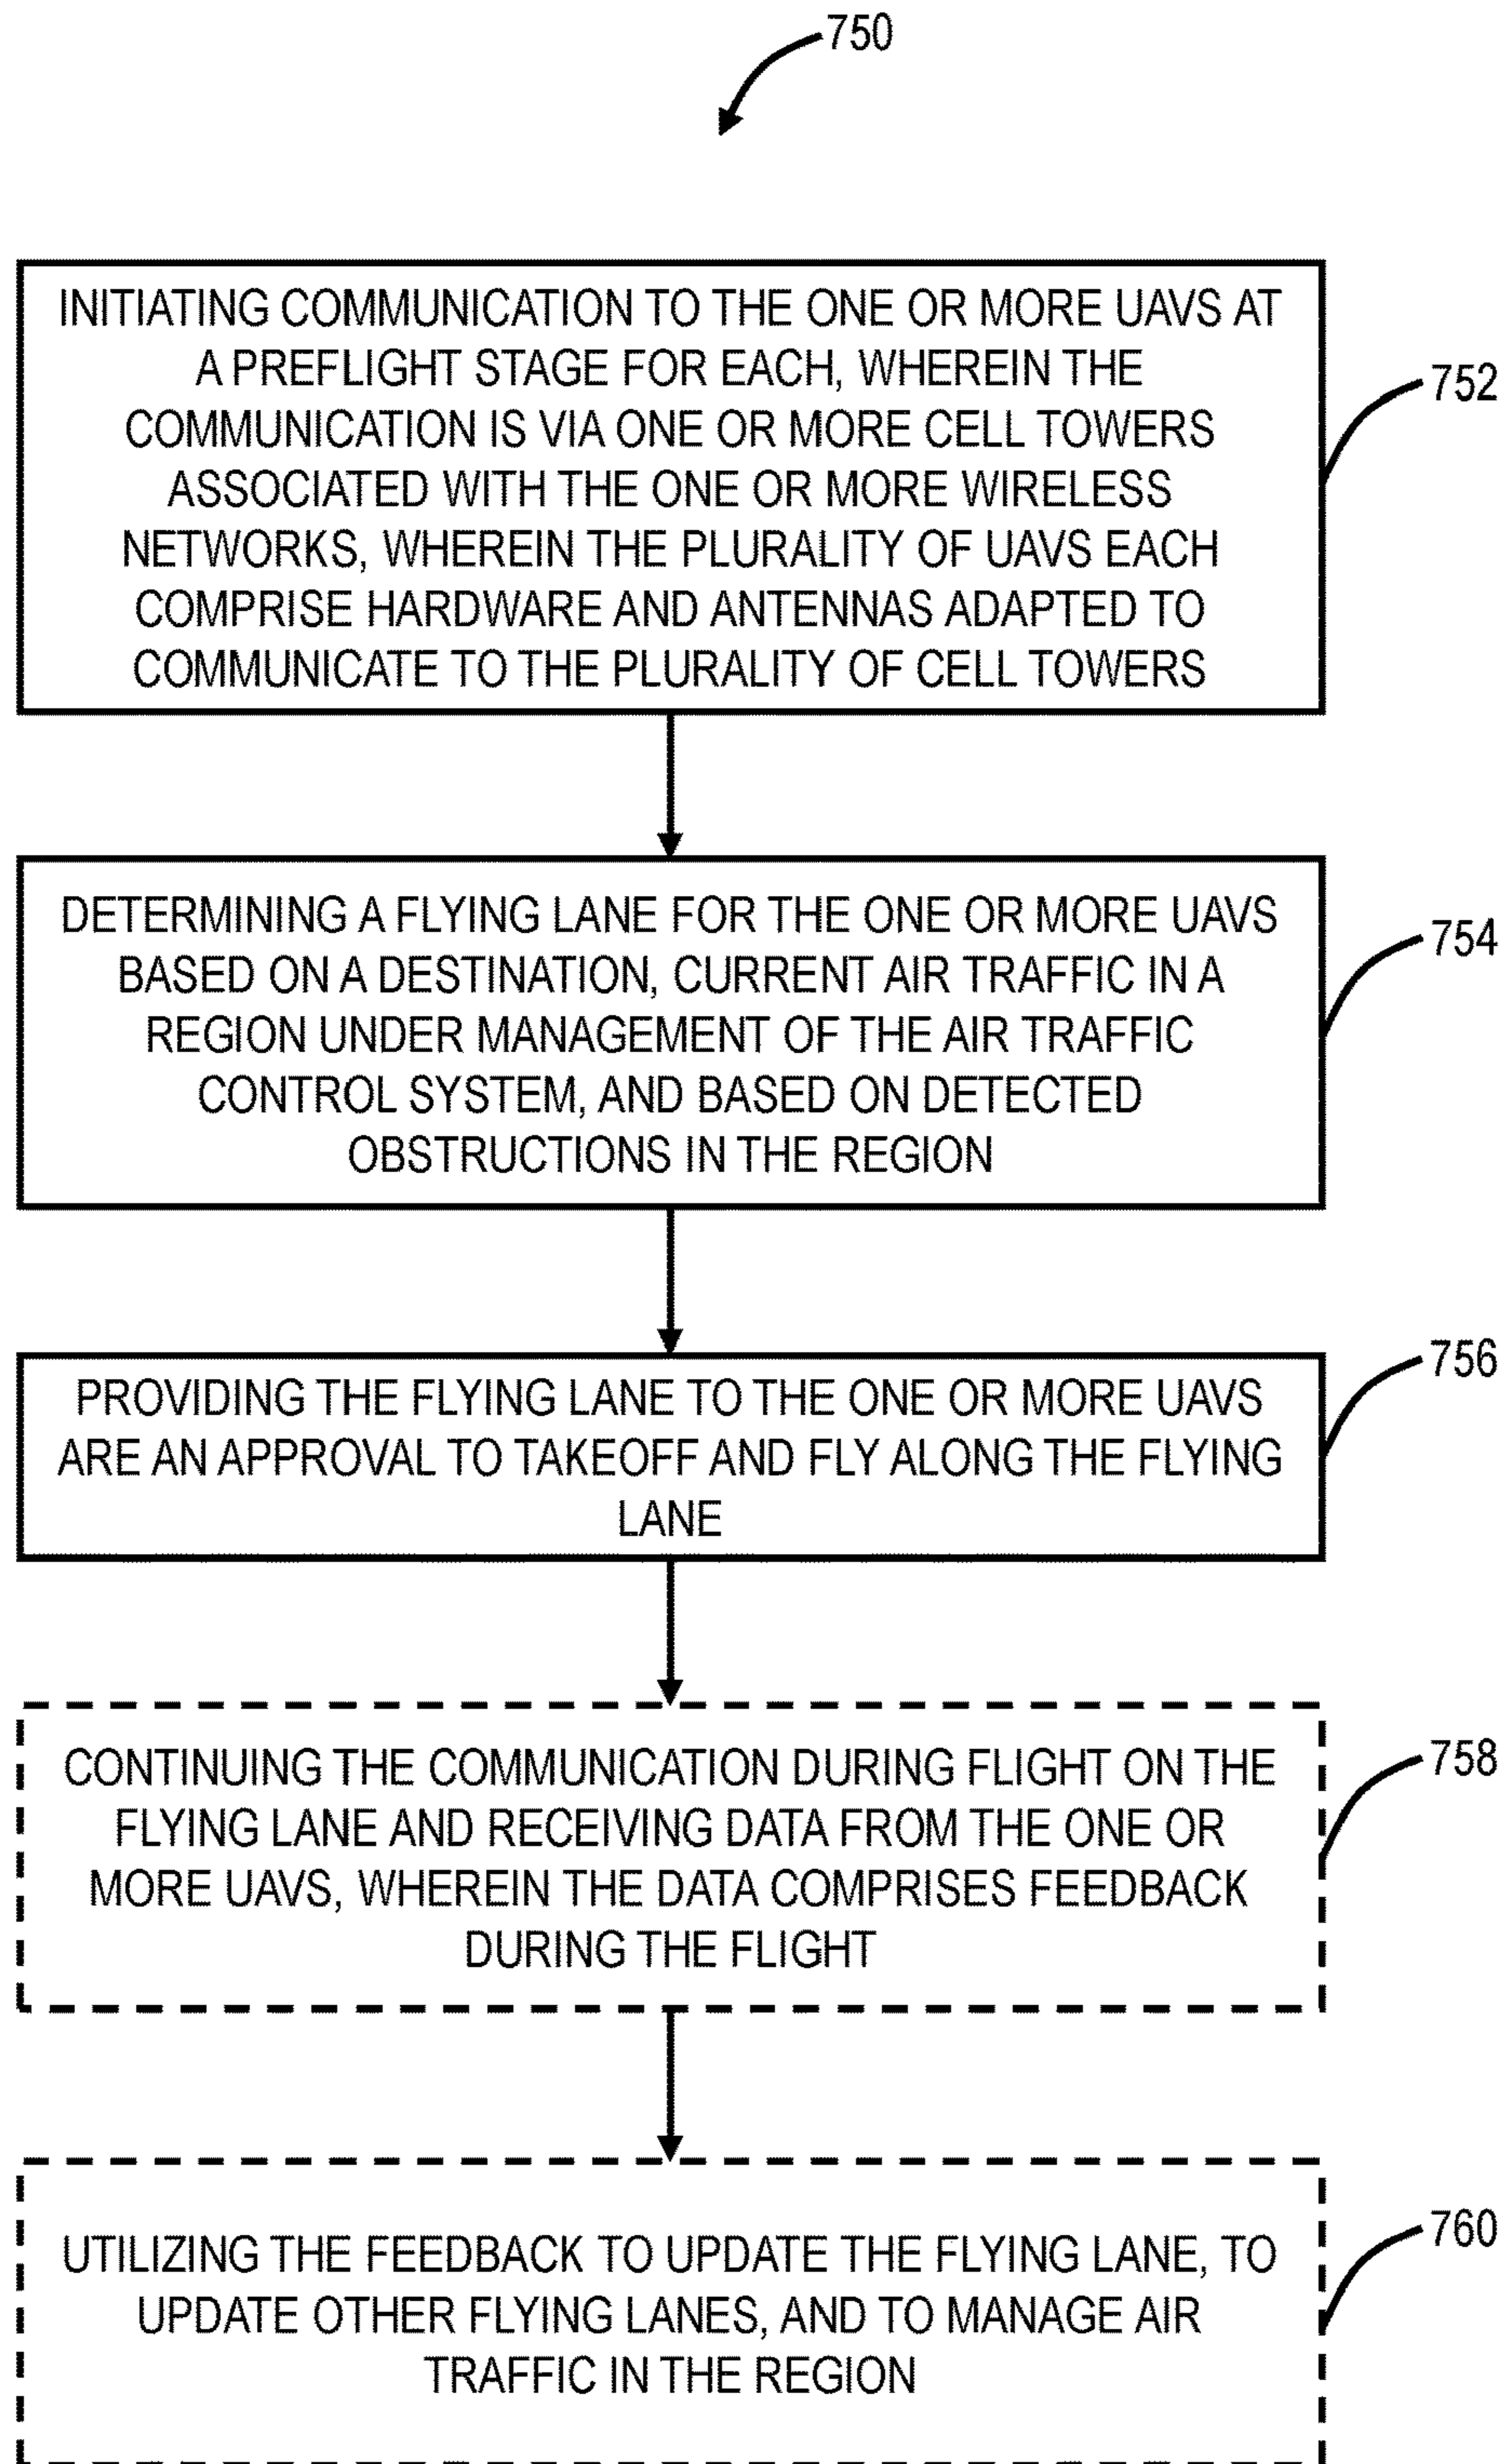 750
INITIATING COMMUNICATION TO THE ONE OR MORE UAVS AT
A PREFLIGHT STAGE FOR EACH, WHEREIN THE
COMMUNICATION IS VIA ONE OR MORE CELL TOWERS
ASSOCIATED WITH THE ONE OR MORE WIRELESS
NETWORKS, WHEREIN THE PLURALITY OF UAVS EACH
COMPRISE HARDWARE AND ANTENNAS ADAPTED TO
COMMUNICATE TO THE PLURALITY OF CELL TOWERS
752
DETERMINING A FLYING LANE FOR THE ONE OR MORE UAVS
BASED ON A DESTINATION, CURRENT AIR TRAFFIC IN A
REGION UNDER MANAGEMENT OF THE AIR TRAFFIC
CONTROL SYSTEM, AND BASED ON DETECTED
OBSTRUCTIONS IN THE REGION
754
PROVIDING THE FLYING LANE TO THE ONE OR MORE UAVS
ARE AN APPROVAL TO TAKEOFF AND FLY ALONG THE FLYING
LANE
756
CONTINUING THE COMMUNICATION DURING FLIGHT ON THE
FLYING LANE AND RECEIVING DATA FROM THE ONE OR
MORE UAVS, WHEREIN THE DATA COMPRISES FEEDBACK
DURING THE FLIGHT
758
UTILIZING THE FEEDBACK TO UPDATE THE FLYING LANE, TO
UPDATE OTHER FLYING LANES, AND TO MANAGE AIR
TRAFFIC IN THE REGION
760